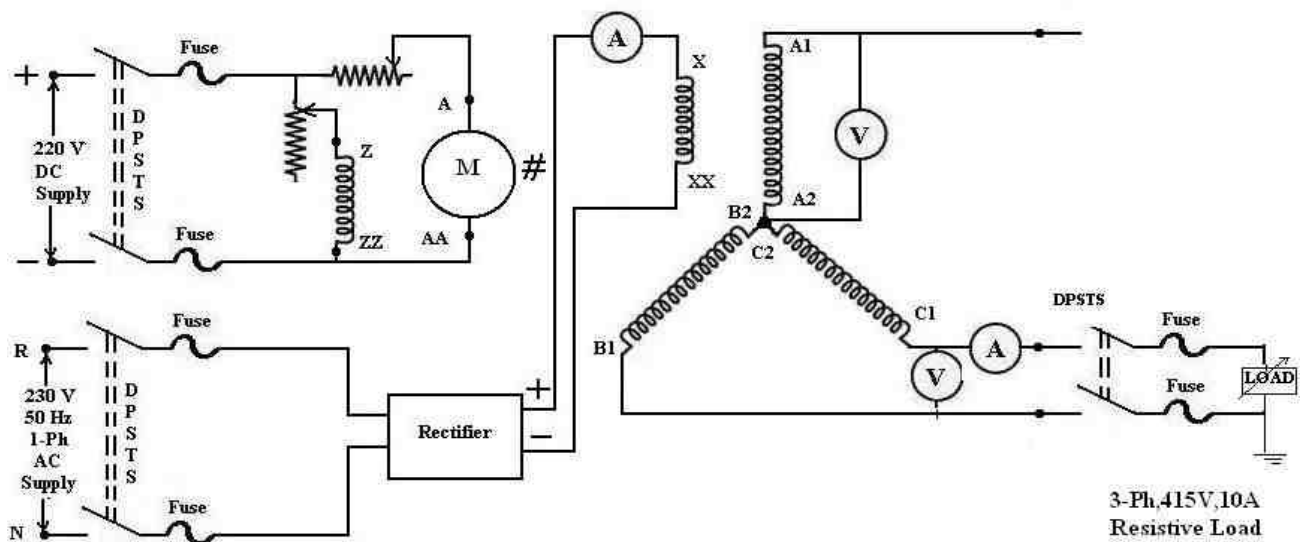 Fuse
+
D
P
S
T
S
220 V
DC
Supply
−
Fuse
A
Z
M
#
ZZ
AA
A
X
XX
A1
V
A2
B2
C2
C1
B1
A
V
DPSTS
Fuse
Fuse
LOAD
3-Ph,415V,10A
Resistive Load
R
Fuse
230 V
50 Hz
1-Ph
AC
Supply
D
P
S
T
S
N
Fuse
Rectifier
+
−